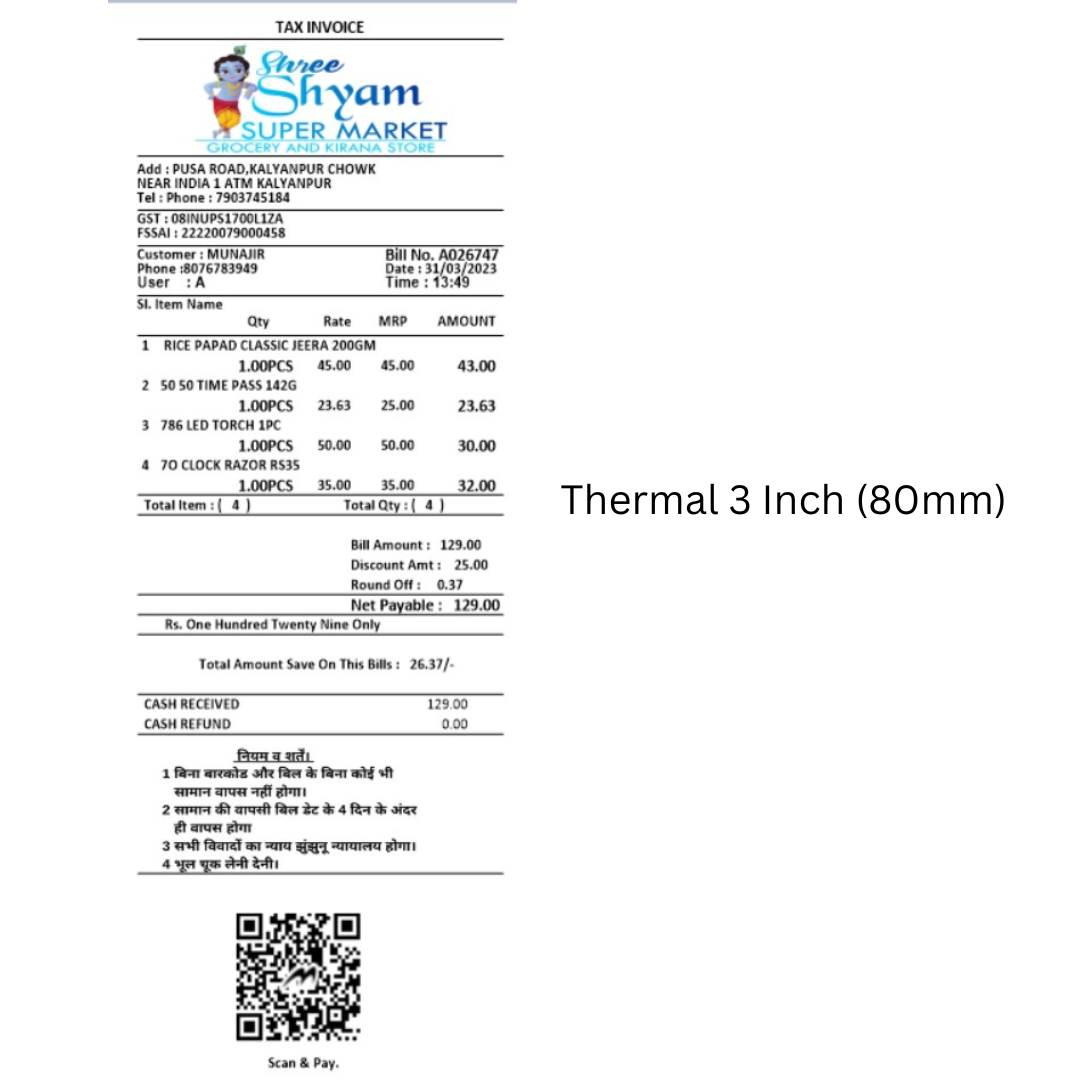 TAX INVOICE
Shree
Shyam
SUPER MARKET
GROCERY AND KIRANA STORE
Add : PUSA ROAD,KALYANPUR CHOWK
NEAR INDIA 1 ATM KALYANPUR
Tel : Phone : 7903745184
GST : 08INUPS1700L1ZA
FSSAI : 22220079000458
Customer : MUNAJIR Bill No. A026747
Phone :8076783949 Date : 31/03/2023
User : A Time : 13:49
Sl. Item Name
Qty Rate MRP AMOUNT
1 RICE PAPAD CLASSIC JEERA 200GM
1.00PCS 45.00 45.00 43.00
2 50 50 TIME PASS 142G
1.00PCS 23.63 25.00 23.63
3 786 LED TORCH 1PC
1.00PCS 50.00 50.00 30.00
4 7O CLOCK RAZOR RS35
1.00PCS 35.00 35.00 32.00
Total Item : ( 4 ) Total Qty : ( 4 )
Bill Amount : 129.00
Discount Amt : 25.00
Round Off : 0.37
Net Payable : 129.00
Rs. One Hundred Twenty Nine Only
Total Amount Save On This Bills : 26.37/-
CASH RECEIVED 129.00
CASH REFUND 0.00
नियम व शर्तें।
1 बिना बारकोड और बिल के बिना कोई भी
सामान वापस नहीं होगा।
2 सामान की वापसी बिल डेट के 4 दिन के अंदर
ही वापस होगा
3 सभी विवादों का न्याय झुंझुनू न्यायालय होगा।
4 भूल चूक लेनी देनी।
Scan & Pay.
Thermal 3 Inch (80mm)